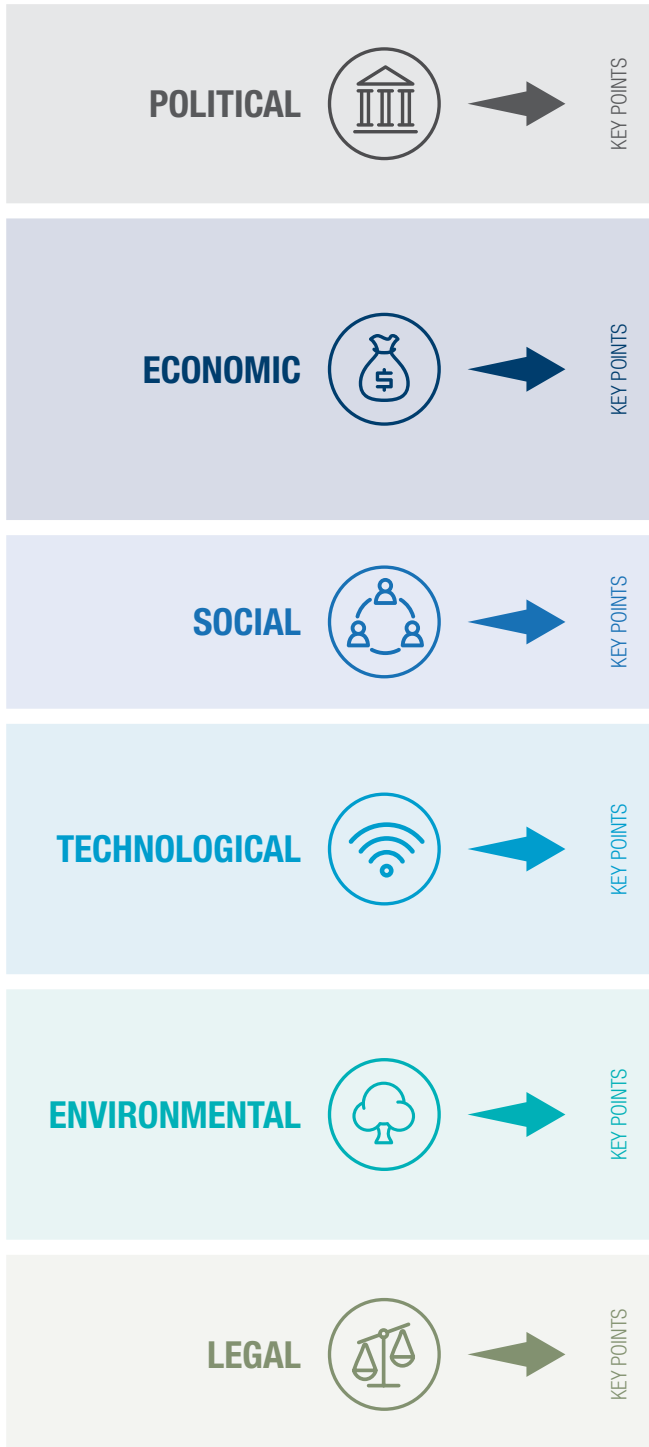 POLITICAL
KEY POINTS
ECONOMIC
$
KEY POINTS
SOCIAL
KEY POINTS
TECHNOLOGICAL
KEY POINTS
ENVIRONMENTAL
KEY POINTS
LEGAL
KEY POINTS